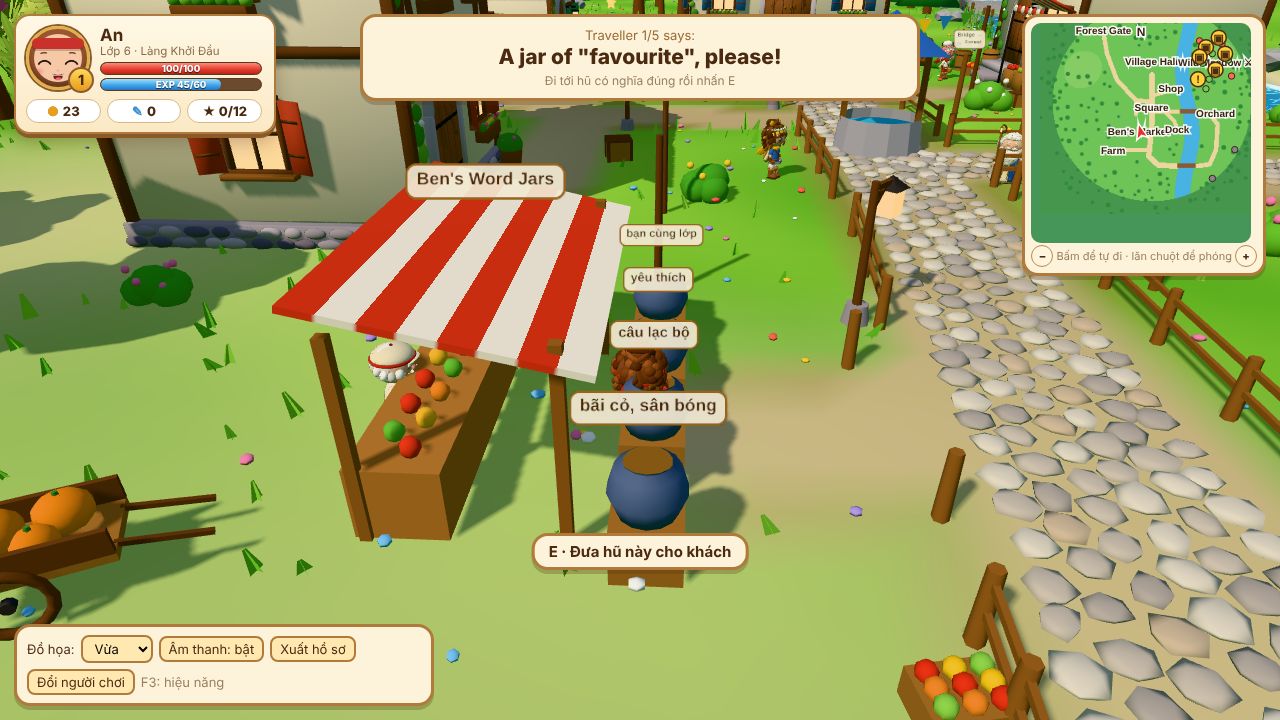 An
Lớp 6 · Làng Khởi Đầu
100/100
EXP 45/60
1
23
0
★ 0/12
Traveller 1/5 says:
A jar of "favourite", please!
Đi tới hũ có nghĩa đúng rồi nhấn E
Forest Gate
N
Village Hall
Shop
Square
Orchard
Ben's Market
Dock
Farm
−
Bấm để tự đi · lăn chuột để phóng
+
Ben's Word Jars
bạn cùng lớp
yêu thích
câu lạc bộ
bãi cỏ, sân bóng
E · Đưa hũ này cho khách
Đồ họa:
Vừa
Âm thanh: bật
Xuất hồ sơ
Đổi người chơi
F3: hiệu năng